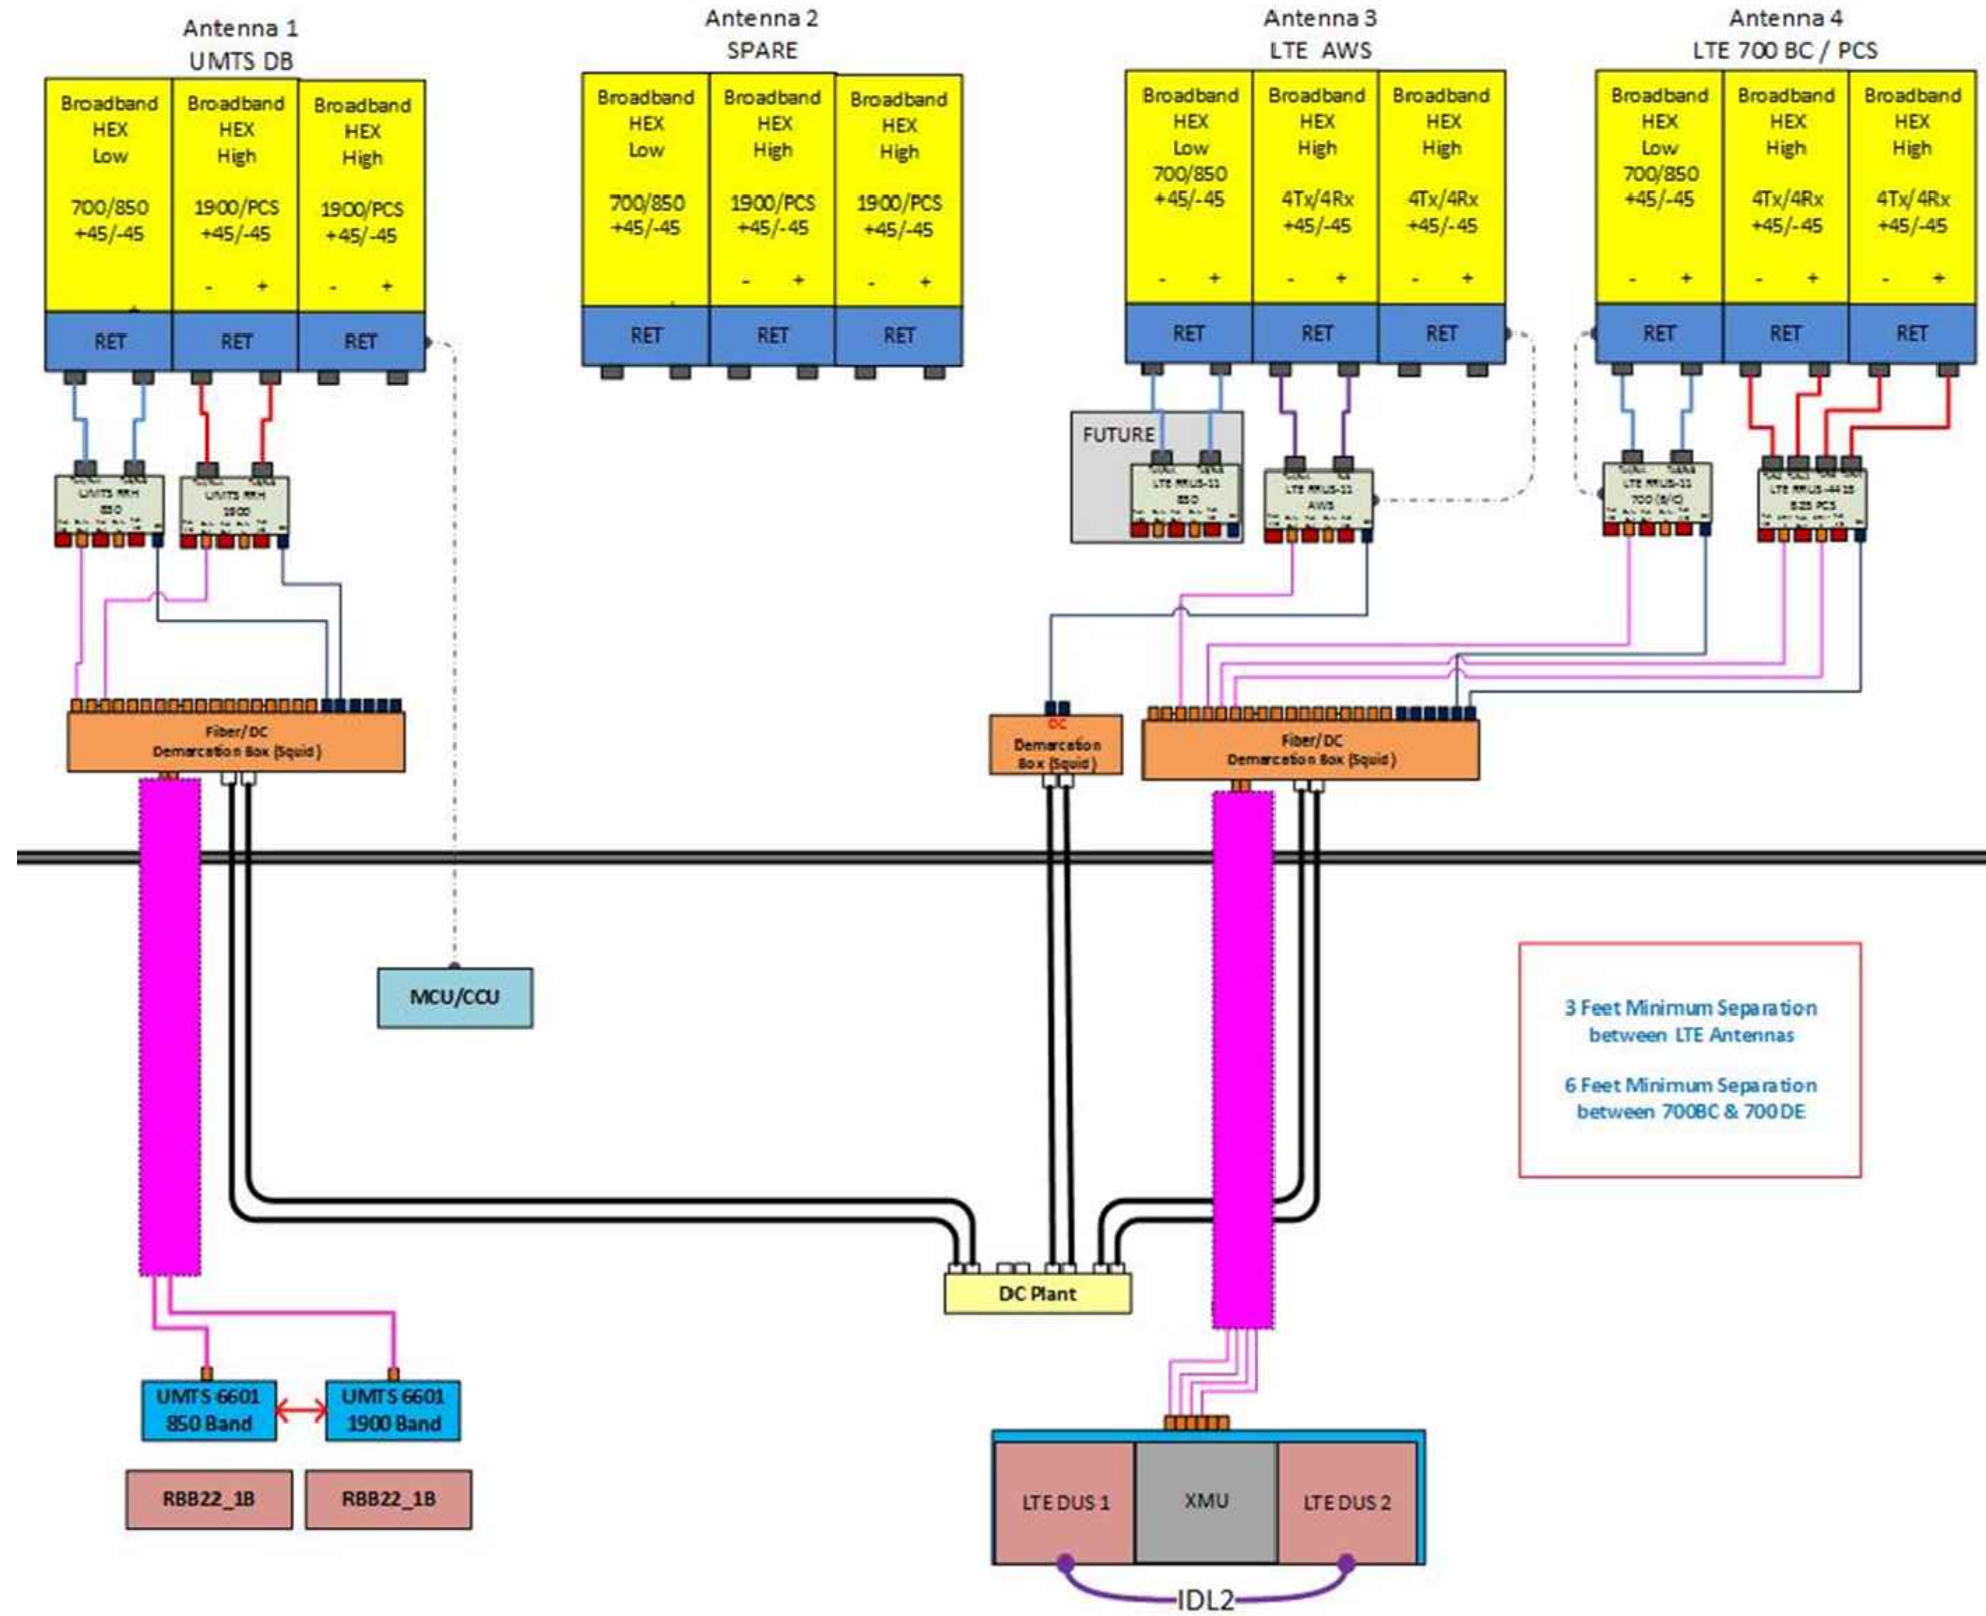 Antenna 1
UMTS DB
Antenna 2
SPARE
Antenna 3
LTE AWS
Antenna 4
LTE 700 BC / PCS
Broadband
HEX
Low
700/850
+45/-45
Broadband
HEX
High
1900/PCS
+45/-45
- +
Broadband
HEX
High
1900/PCS
+45/-45
- +
RET
RET
RET
Broadband
HEX
Low
700/850
+45/-45
Broadband
HEX
High
1900/PCS
+45/-45
- +
Broadband
HEX
High
1900/PCS
+45/-45
- +
RET
RET
RET
Broadband
HEX
Low
700/850
+45/-45
- +
Broadband
HEX
High
4Tx/4Rx
+45/-45
- +
Broadband
HEX
High
4Tx/4Rx
+45/-45
- +
RET
RET
RET
Broadband
HEX
Low
700/850
+45/-45
- +
Broadband
HEX
High
4Tx/4Rx
+45/-45
- +
Broadband
HEX
High
4Tx/4Rx
+45/-45
- +
RET
RET
RET
UMTS RRH
850
UMTS RRH
1900
FUTURE
LTE RRUS-11
850
LTE RRUS-11
AWS
LTE RRUS-11
700 (B/C)
LTE RRUS-4415
B25 PCS
Fiber/DC
Demarcation Box (Squid)
DC
Demarcation
Box (Squid)
Fiber/DC
Demarcation Box (Squid)
MCU/CCU
3 Feet Minimum Separation
between LTE Antennas
6 Feet Minimum Separation
between 700BC & 700DE
DC Plant
UMTS 6601
850 Band
UMTS 6601
1900 Band
RBB22_1B
RBB22_1B
LTE DUS 1
XMU
LTE DUS 2
IDL2